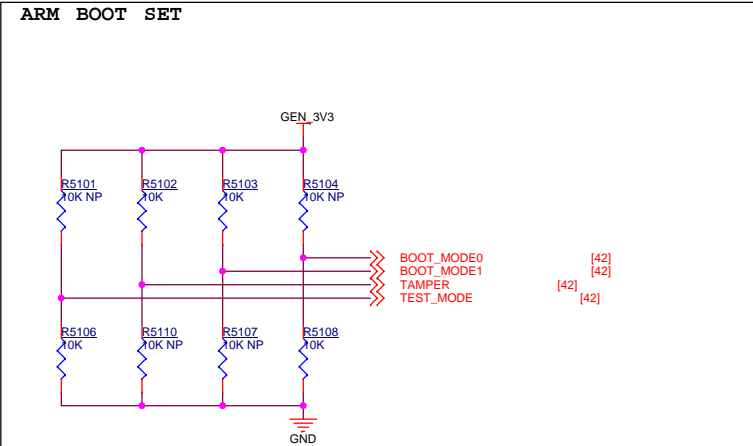 ARM BOOT SET
GEN_3V3
R5101 R5102 R5103 R5104
10K NP 10K 10K 10K NP
BOOT_MODE0 [42]
BOOT_MODE1 [42]
TAMPER [42]
TEST_MODE [42]
R5106 R5110 R5107 R5108
10K 10K NP 10K NP 10K
GND